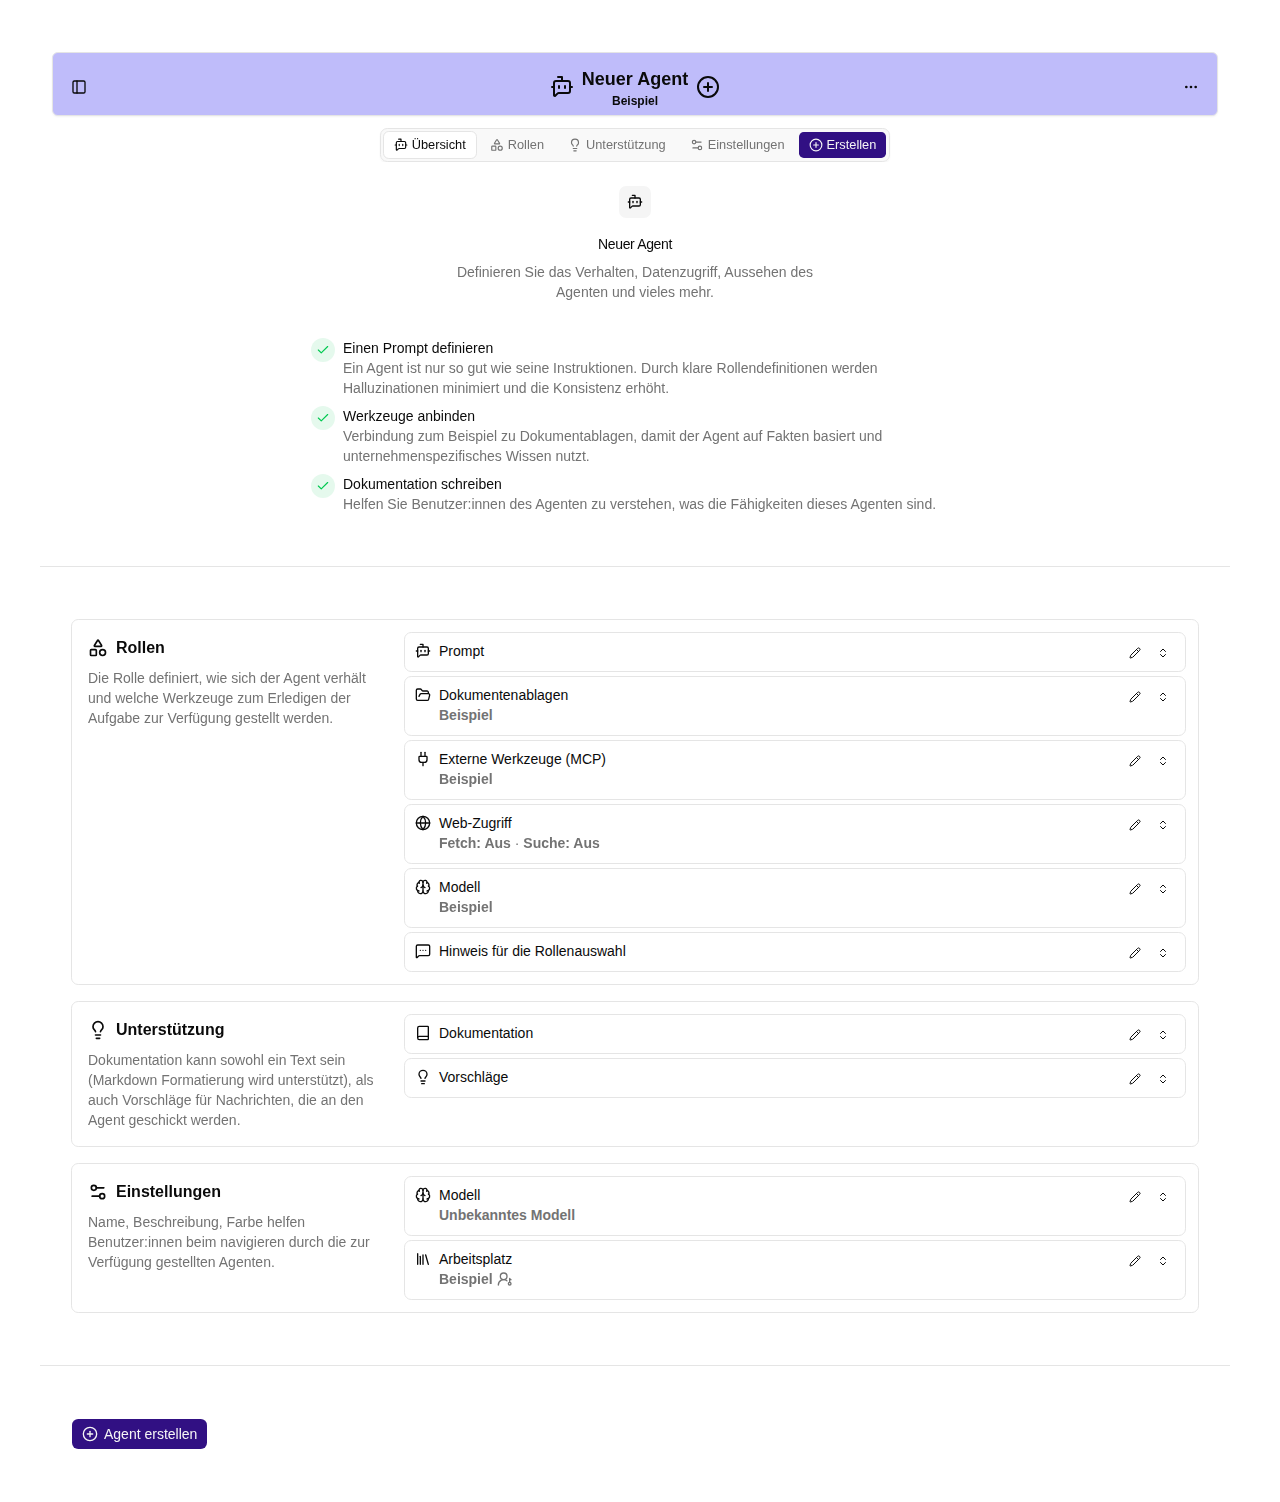 Neuer Agent
Beispiel
Übersicht
Rollen
Unterstützung
Einstellungen
Erstellen
Neuer Agent
Definieren Sie das Verhalten, Datenzugriff, Aussehen des
Agenten und vieles mehr.
Einen Prompt definieren
Ein Agent ist nur so gut wie seine Instruktionen. Durch klare Rollendefinitionen werden
Halluzinationen minimiert und die Konsistenz erhöht.
Werkzeuge anbinden
Verbindung zum Beispiel zu Dokumentablagen, damit der Agent auf Fakten basiert und
unternehmenspezifisches Wissen nutzt.
Dokumentation schreiben
Helfen Sie Benutzer:innen des Agenten zu verstehen, was die Fähigkeiten dieses Agenten sind.
Rollen
Die Rolle definiert, wie sich der Agent verhält
und welche Werkzeuge zum Erledigen der
Aufgabe zur Verfügung gestellt werden.
Prompt
Dokumentenablagen
Beispiel
Externe Werkzeuge (MCP)
Beispiel
Web-Zugriff
Fetch: Aus · Suche: Aus
Modell
Beispiel
Hinweis für die Rollenauswahl
Unterstützung
Dokumentation kann sowohl ein Text sein
(Markdown Formatierung wird unterstützt), als
auch Vorschläge für Nachrichten, die an den
Agent geschickt werden.
Dokumentation
Vorschläge
Einstellungen
Name, Beschreibung, Farbe helfen
Benutzer:innen beim navigieren durch die zur
Verfügung gestellten Agenten.
Modell
Unbekanntes Modell
Arbeitsplatz
Beispiel
Agent erstellen